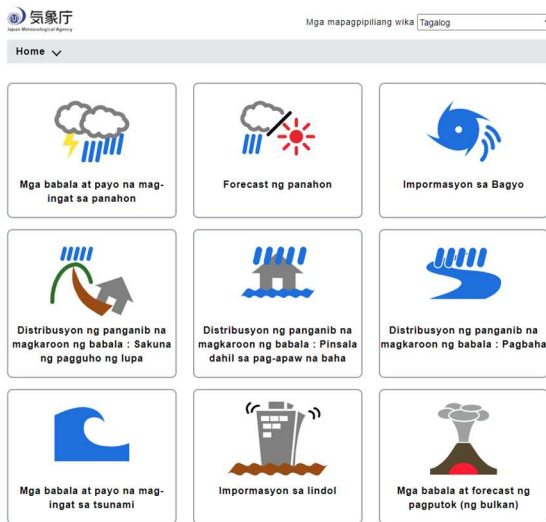 気象庁
Japan Meteorological Agency
Mga mapagpipiliang wika Tagalog
Home
Mga babala at payo na mag-
ingat sa panahon
Forecast ng panahon
Impormasyon sa Bagyo
Distribusyon ng panganib na
magkaroon ng babala : Sakuna
ng pagguho ng lupa
Distribusyon ng panganib na
magkaroon ng babala : Pinsala
dahil sa pag-apaw na baha
Distribusyon ng panganib na
magkaroon ng babala : Pagbaha
Mga babala at payo na mag-
ingat sa tsunami
Impormasyon sa lindol
Mga babala at forecast ng
pagputok (ng bulkan)